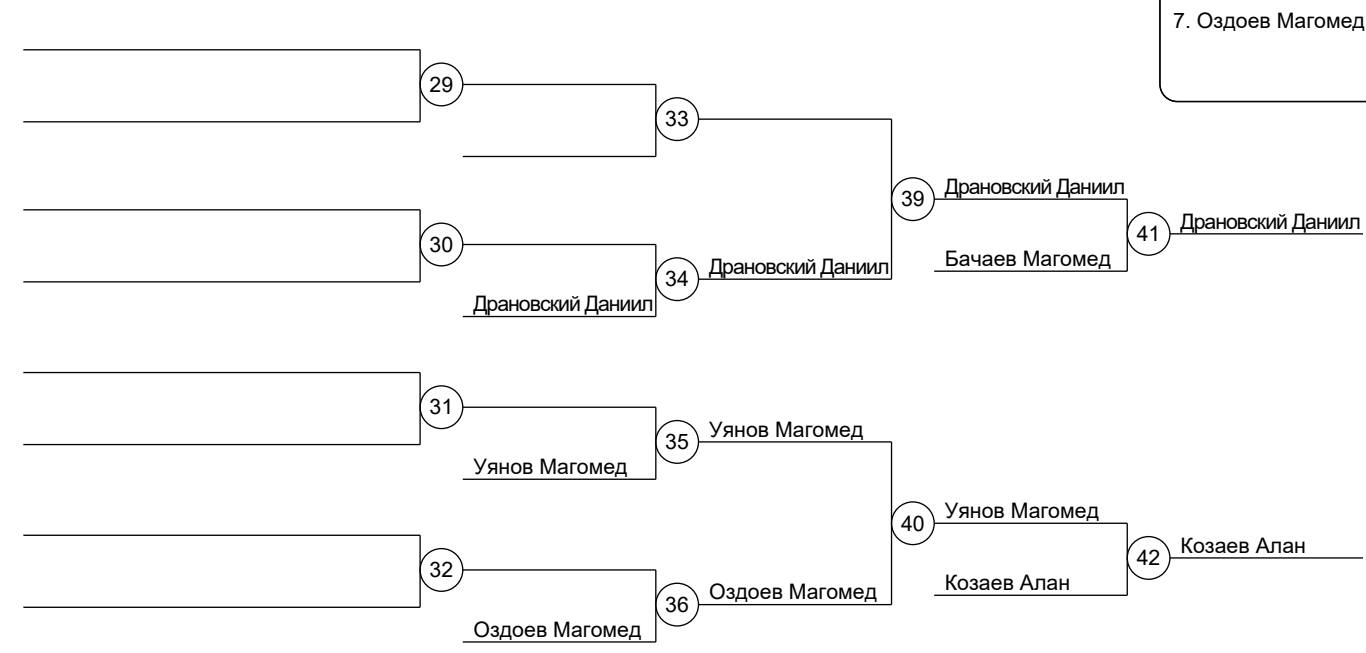 7. Оздоев Магомед
29
33
39
Драновский Даниил
41
Драновский Даниил
30
34
Драновский Даниил
Бачаев Магомед
Драновский Даниил
31
35
Уянов Магомед
Уянов Магомед
40
Уянов Магомед
42
Козаев Алан
32
36
Оздоев Магомед
Козаев Алан
Оздоев Магомед